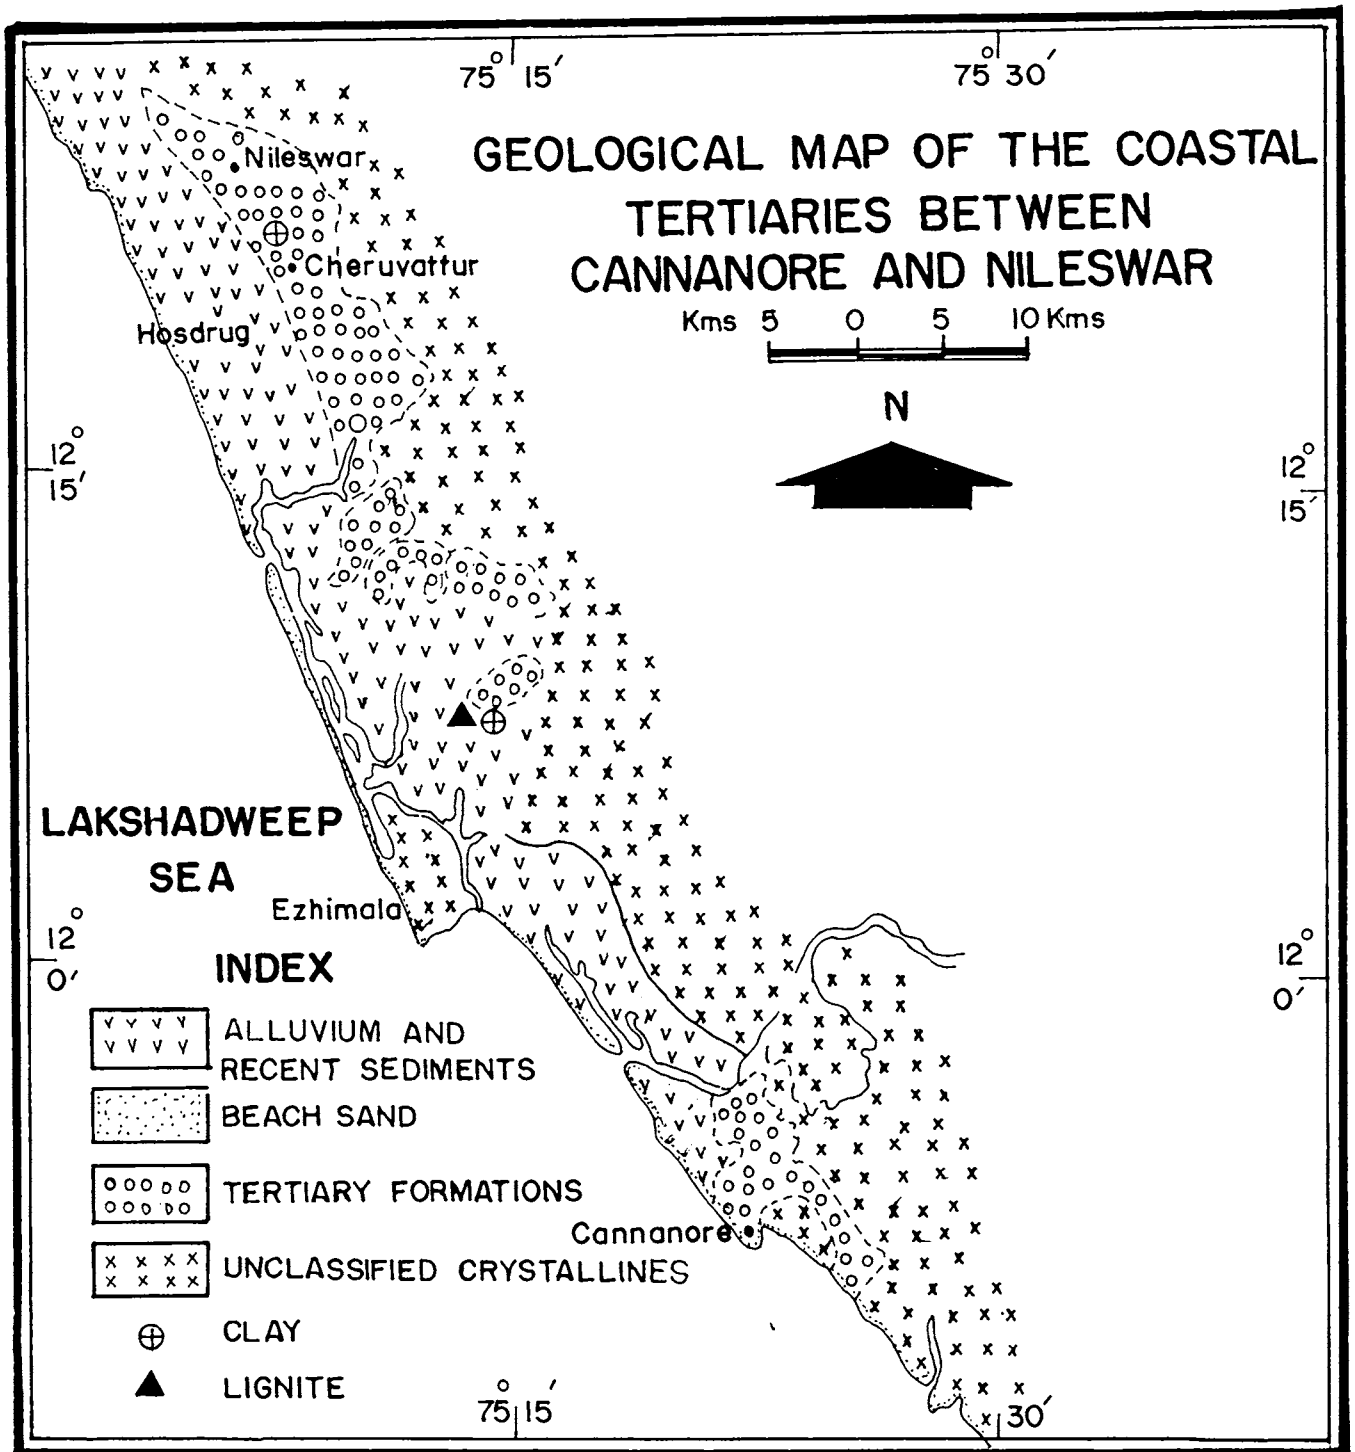 75° 15′
75° 30′
GEOLOGICAL MAP OF THE COASTAL
TERTIARIES BETWEEN
CANNANORE AND NILESWAR
Kms 5 0 5 10 Kms
N
Nileswar
Cheruvattur
Hosdrug
12°
15′
12°
15′
LAKSHADWEEP
SEA
Ezhimala
12°
0′
12°
0′
INDEX
ALLUVIUM AND
RECENT SEDIMENTS
BEACH SAND
TERTIARY FORMATIONS
Cannanore
UNCLASSIFIED CRYSTALLINES
CLAY
LIGNITE
75° 15′
30′